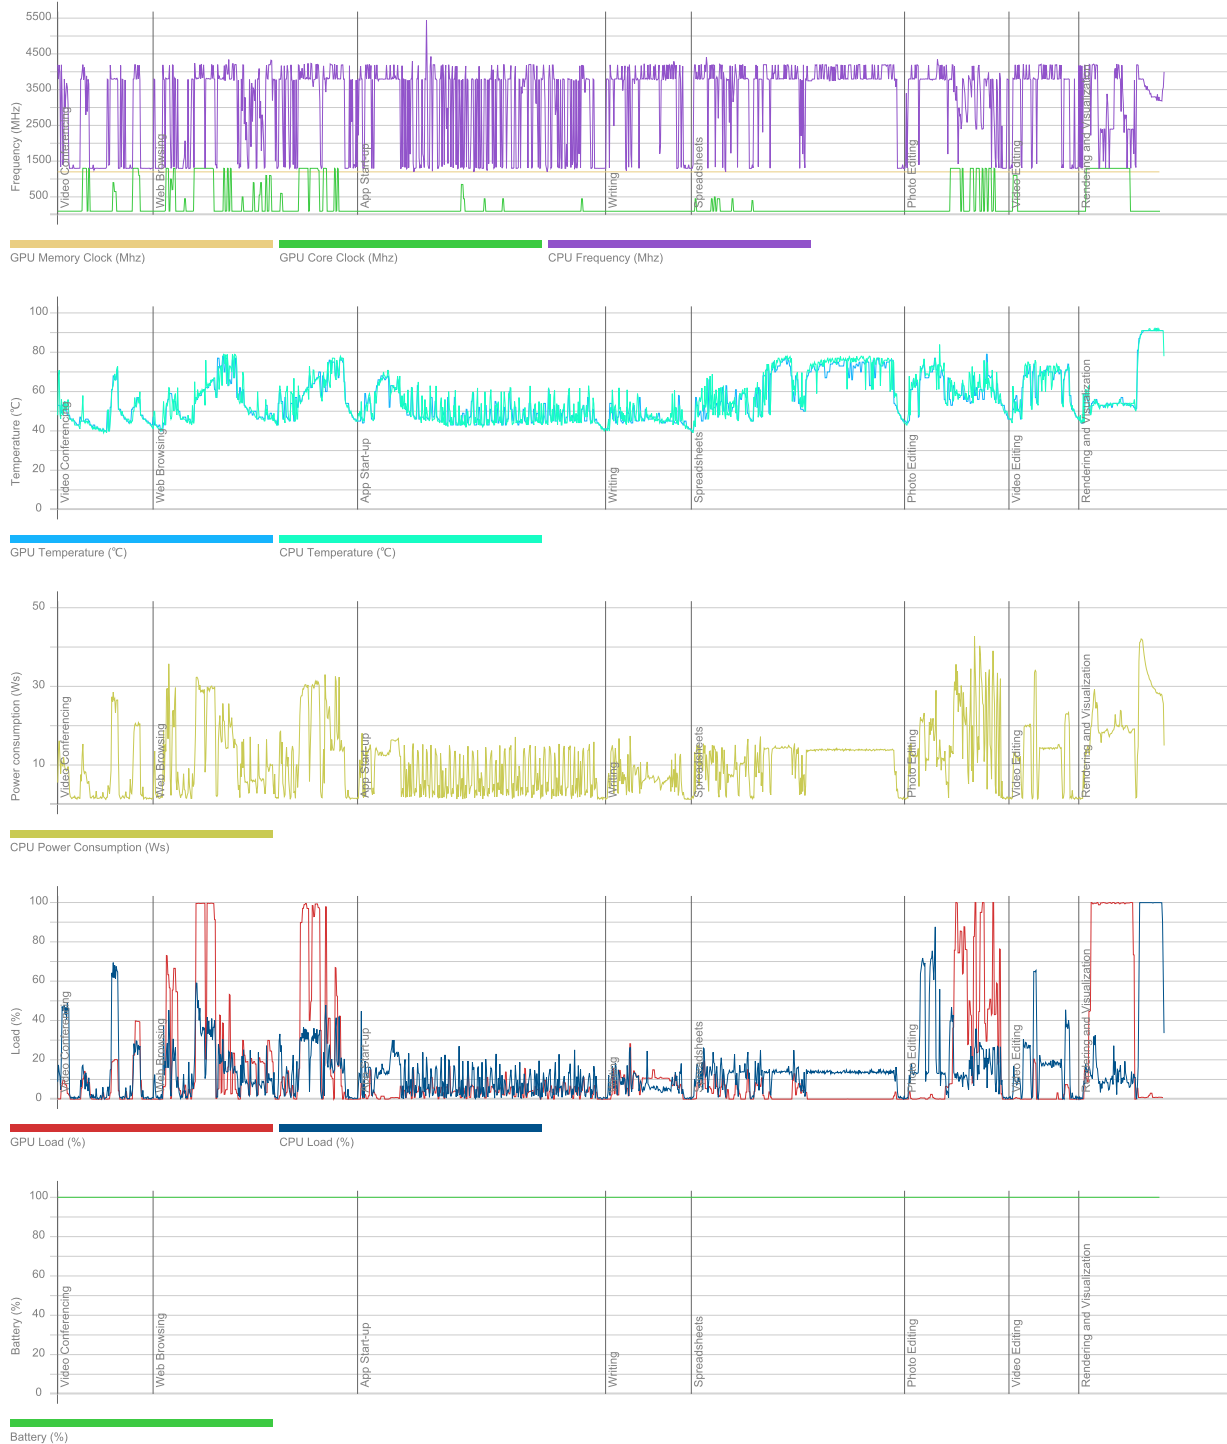 Frequency (MHz)
5500
4500
3500
2500
1500
500
Video Conferencing
Web Browsing
App Start-up
Writing
Spreadsheets
Photo Editing
Video Editing
Rendering and Visualization
GPU Memory Clock (Mhz)
GPU Core Clock (Mhz)
CPU Frequency (Mhz)
Temperature (℃)
100
80
60
40
20
0
Video Conferencing
Web Browsing
App Start-up
Writing
Spreadsheets
Photo Editing
Video Editing
Rendering and Visualization
GPU Temperature (℃)
CPU Temperature (℃)
Power consumption (Ws)
50
30
10
Video Conferencing
Web Browsing
App Start-up
Writing
Spreadsheets
Photo Editing
Video Editing
Rendering and Visualization
CPU Power Consumption (Ws)
Load (%)
100
80
60
40
20
0
Video Conferencing
Web Browsing
App Start-up
Writing
Spreadsheets
Photo Editing
Video Editing
Rendering and Visualization
GPU Load (%)
CPU Load (%)
Battery (%)
100
80
60
40
20
0
Video Conferencing
Web Browsing
App Start-up
Writing
Spreadsheets
Photo Editing
Video Editing
Rendering and Visualization
Battery (%)